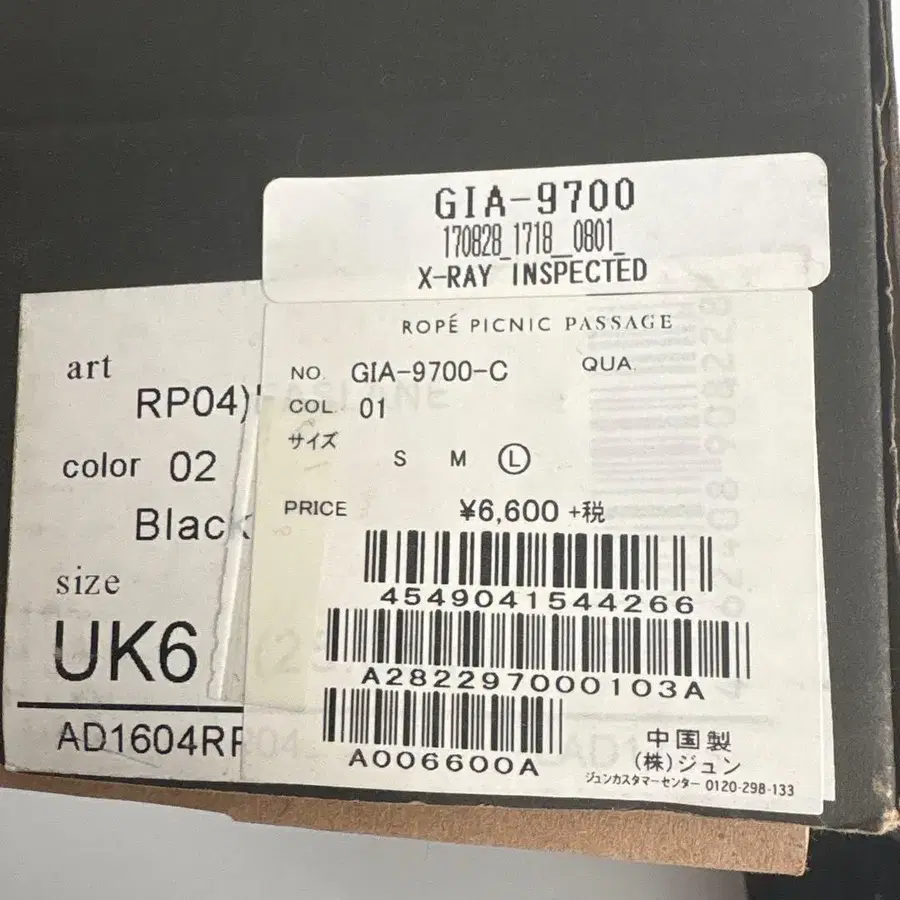 GIA-9700
170828_1718__0801_
X-RAY INSPECTED
ROPÉ PICNIC PASSAGE
NO. GIA-9700-C QUA.
COL. 01
サイズ
S M Ⓛ
PRICE ¥6,600 +税
4549041544266
A282297000103A
A006600A
中国製
(株)ジュン
ジュンカスタマーセンター 0120-298-133
art
RP04)
color 02
Black
size
UK6
AD1604RP04